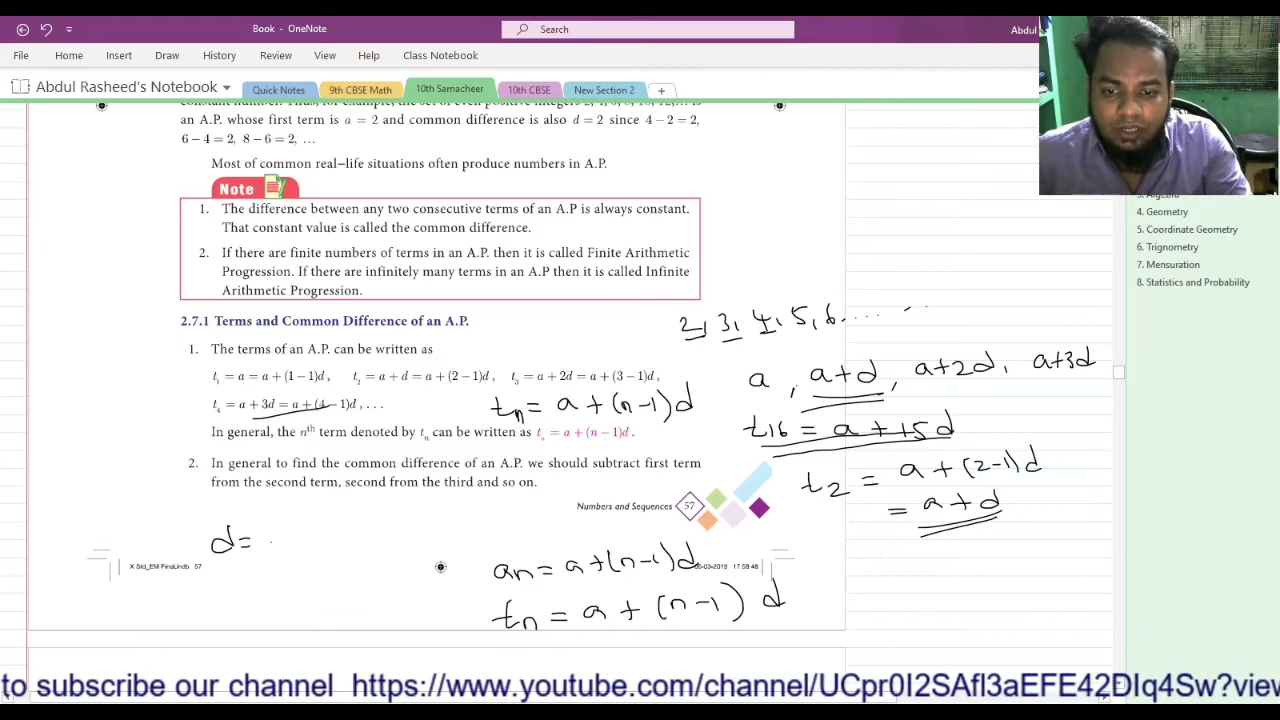 Book - OneNote
Search
Abdul
File Home Insert Draw History Review View Help Class Notebook
Abdul Rasheed's Notebook
Quick Notes 9th CBSE Math 10th Samacheer 10th CBSE New Section 2 +
an A.P. whose first term is a = 2 and common difference is also d = 2 since 4 − 2 = 2,
6 − 4 = 2, 8 − 6 = 2, …
Most of common real−life situations often produce numbers in A.P.
Note
1. The difference between any two consecutive terms of an A.P is always constant.
That constant value is called the common difference.
2. If there are finite numbers of terms in an A.P. then it is called Finite Arithmetic
Progression. If there are infinitely many terms in an A.P then it is called Infinite
Arithmetic Progression.
2.7.1 Terms and Common Difference of an A.P.
1. The terms of an A.P. can be written as
t₁ = a = a + (1 − 1)d, t₂ = a + d = a + (2 − 1)d, t₃ = a + 2d = a + (3 − 1)d,
t₄ = a + 3d = a + (4 − 1)d, . . .
tn = a + (n-1)d
In general, the nth term denoted by tₙ can be written as tₙ = a + (n − 1)d.
2. In general to find the common difference of an A.P. we should subtract first term
from the second term, second from the third and so on.
Numbers and Sequences 57
d =
X Std_EM Final.indb 57
05-03-2019 17:59:48
an = a+(n-1)d
tn = a + (n-1) d
2, 3, 4, 5, 6, .... ...
a, a+d, a+2d, a+3d
t16 = a + 15d
t2 = a + (2-1)d
= a + d
4. Geometry
5. Coordinate Geometry
6. Trignometry
7. Mensuration
8. Statistics and Probability
to subscribe our channel https://www.youtube.com/channel/UCpr0I2SAfI3aEFE42DIq4Sw?view